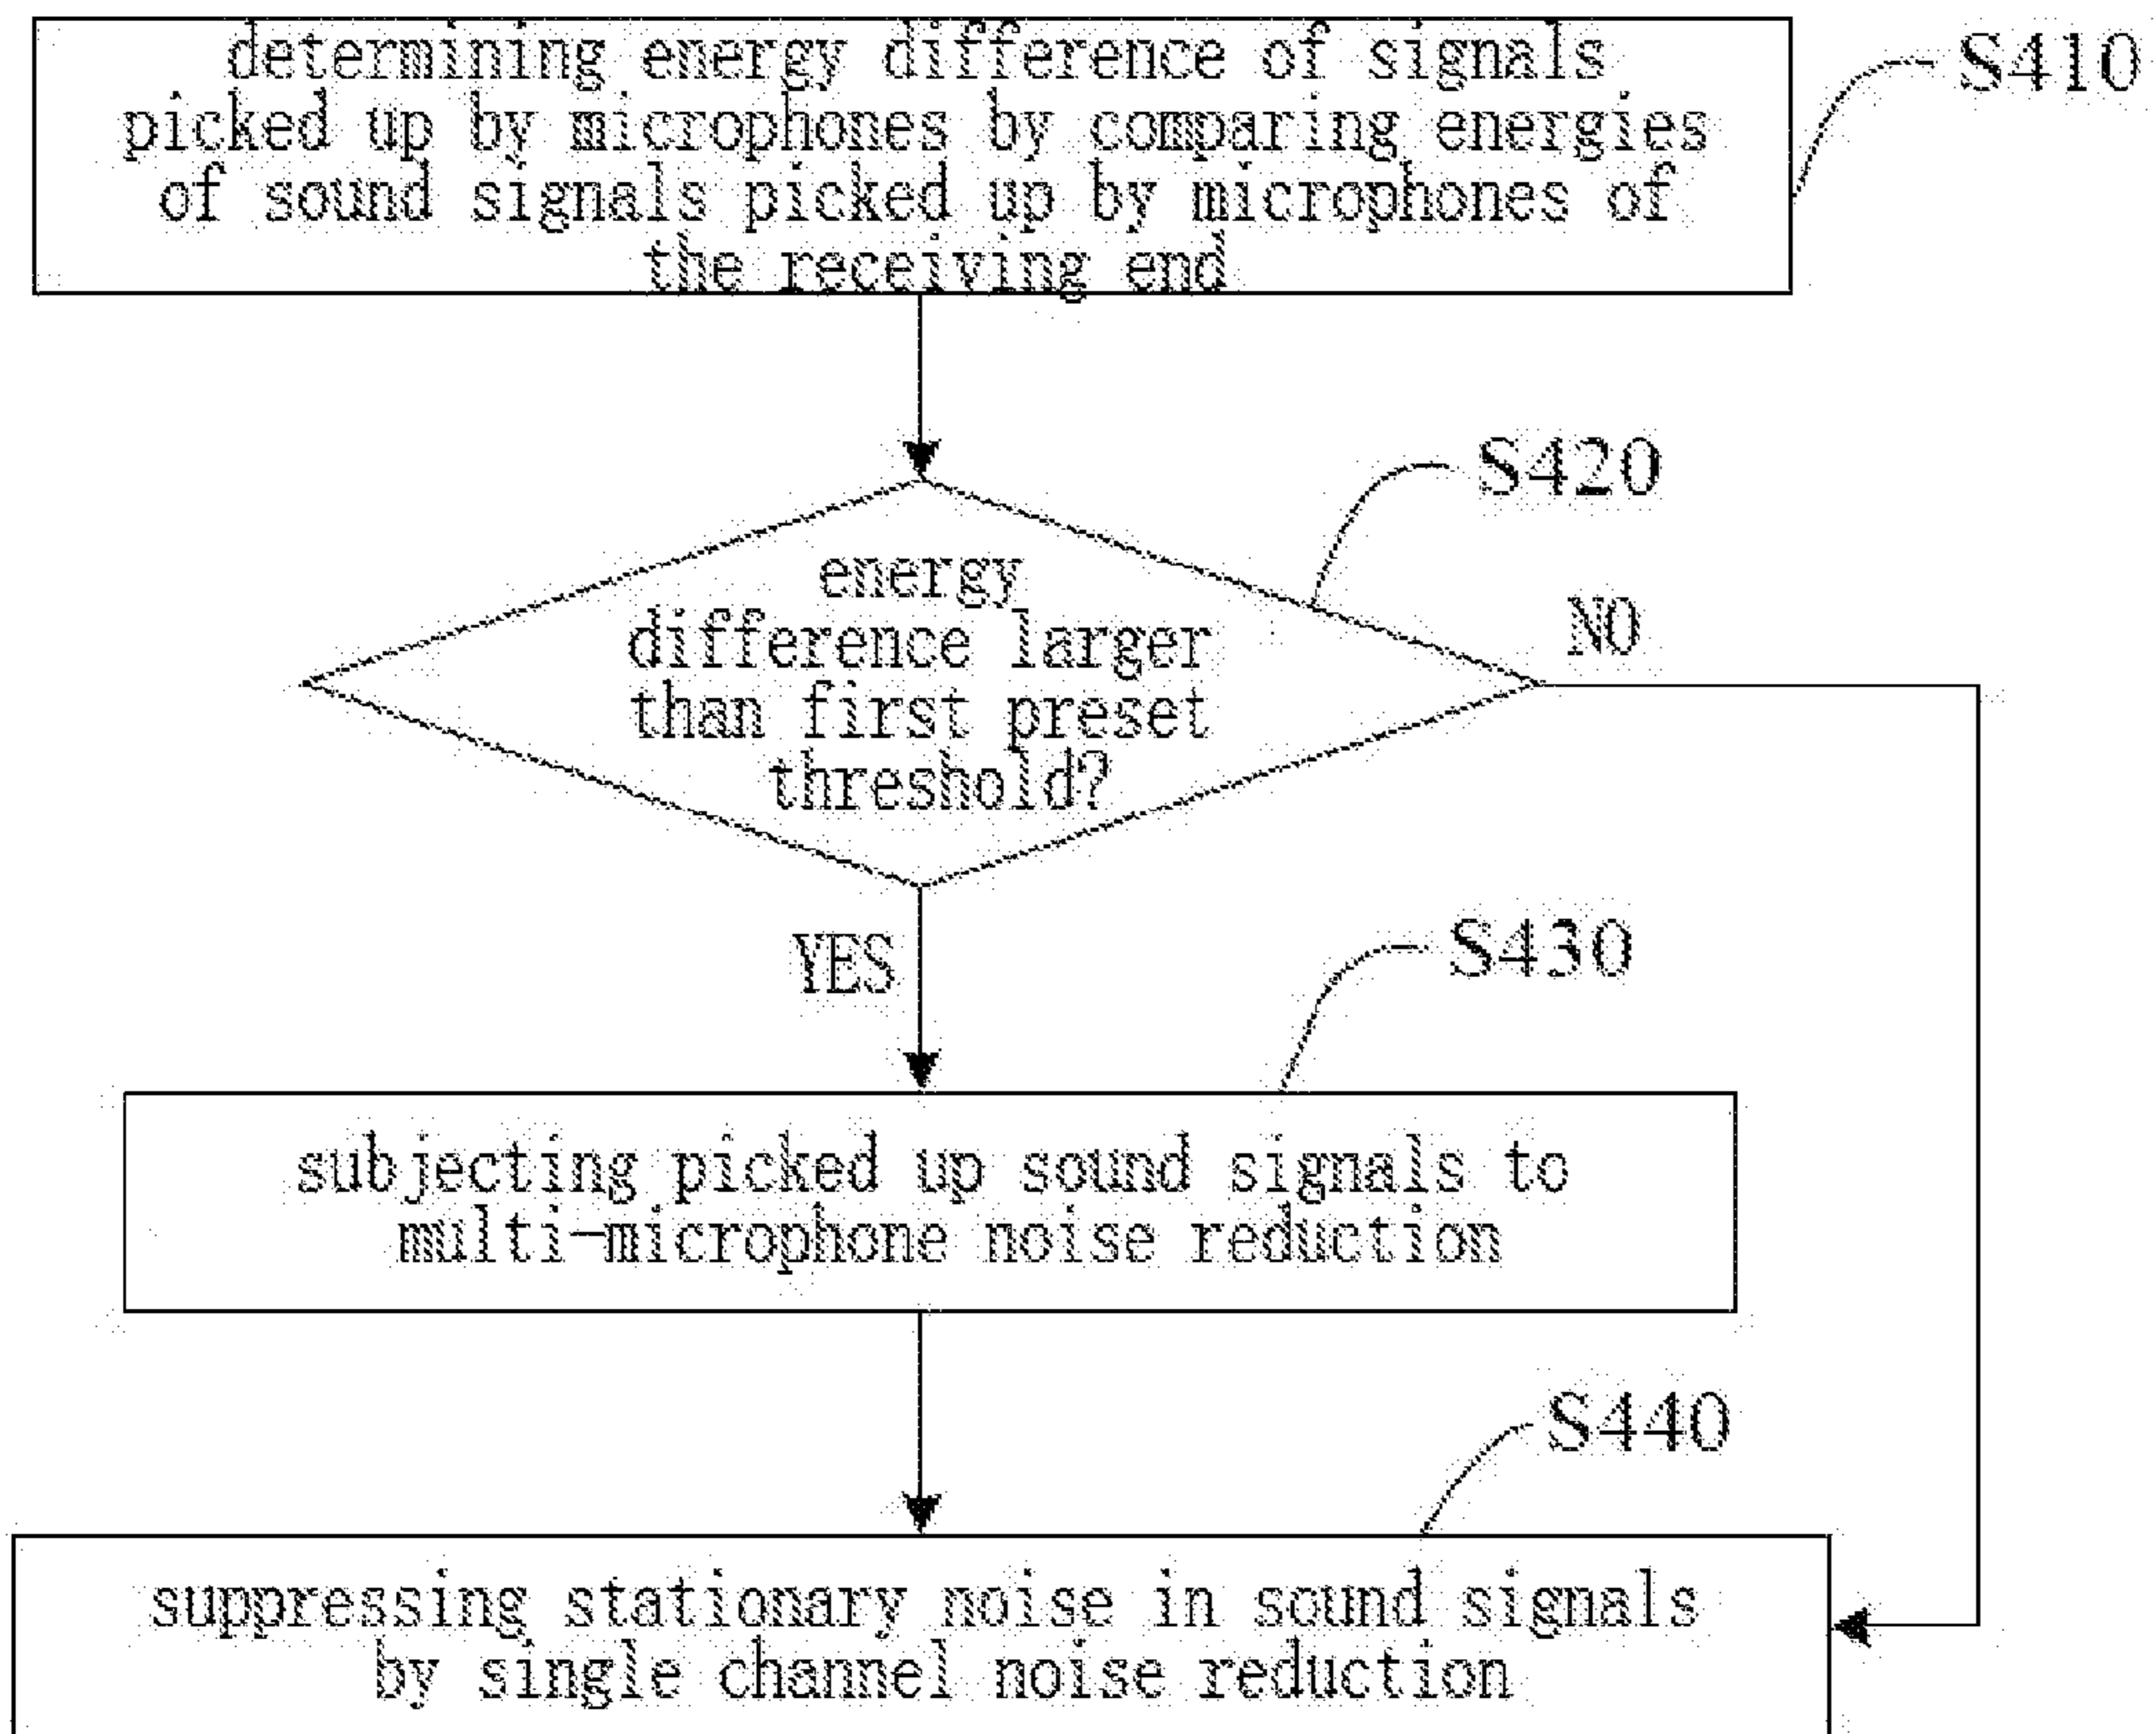 determining energy difference of signals
picked up by microphones by comparing energies
of sound signals picked up by microphones of
the receiving end
S410
S420
energy
difference larger
than first preset
threshold?
NO
YES
S430
subjecting picked up sound signals to
multi-microphone noise reduction
S440
suppressing stationary noise in sound signals
by single channel noise reduction